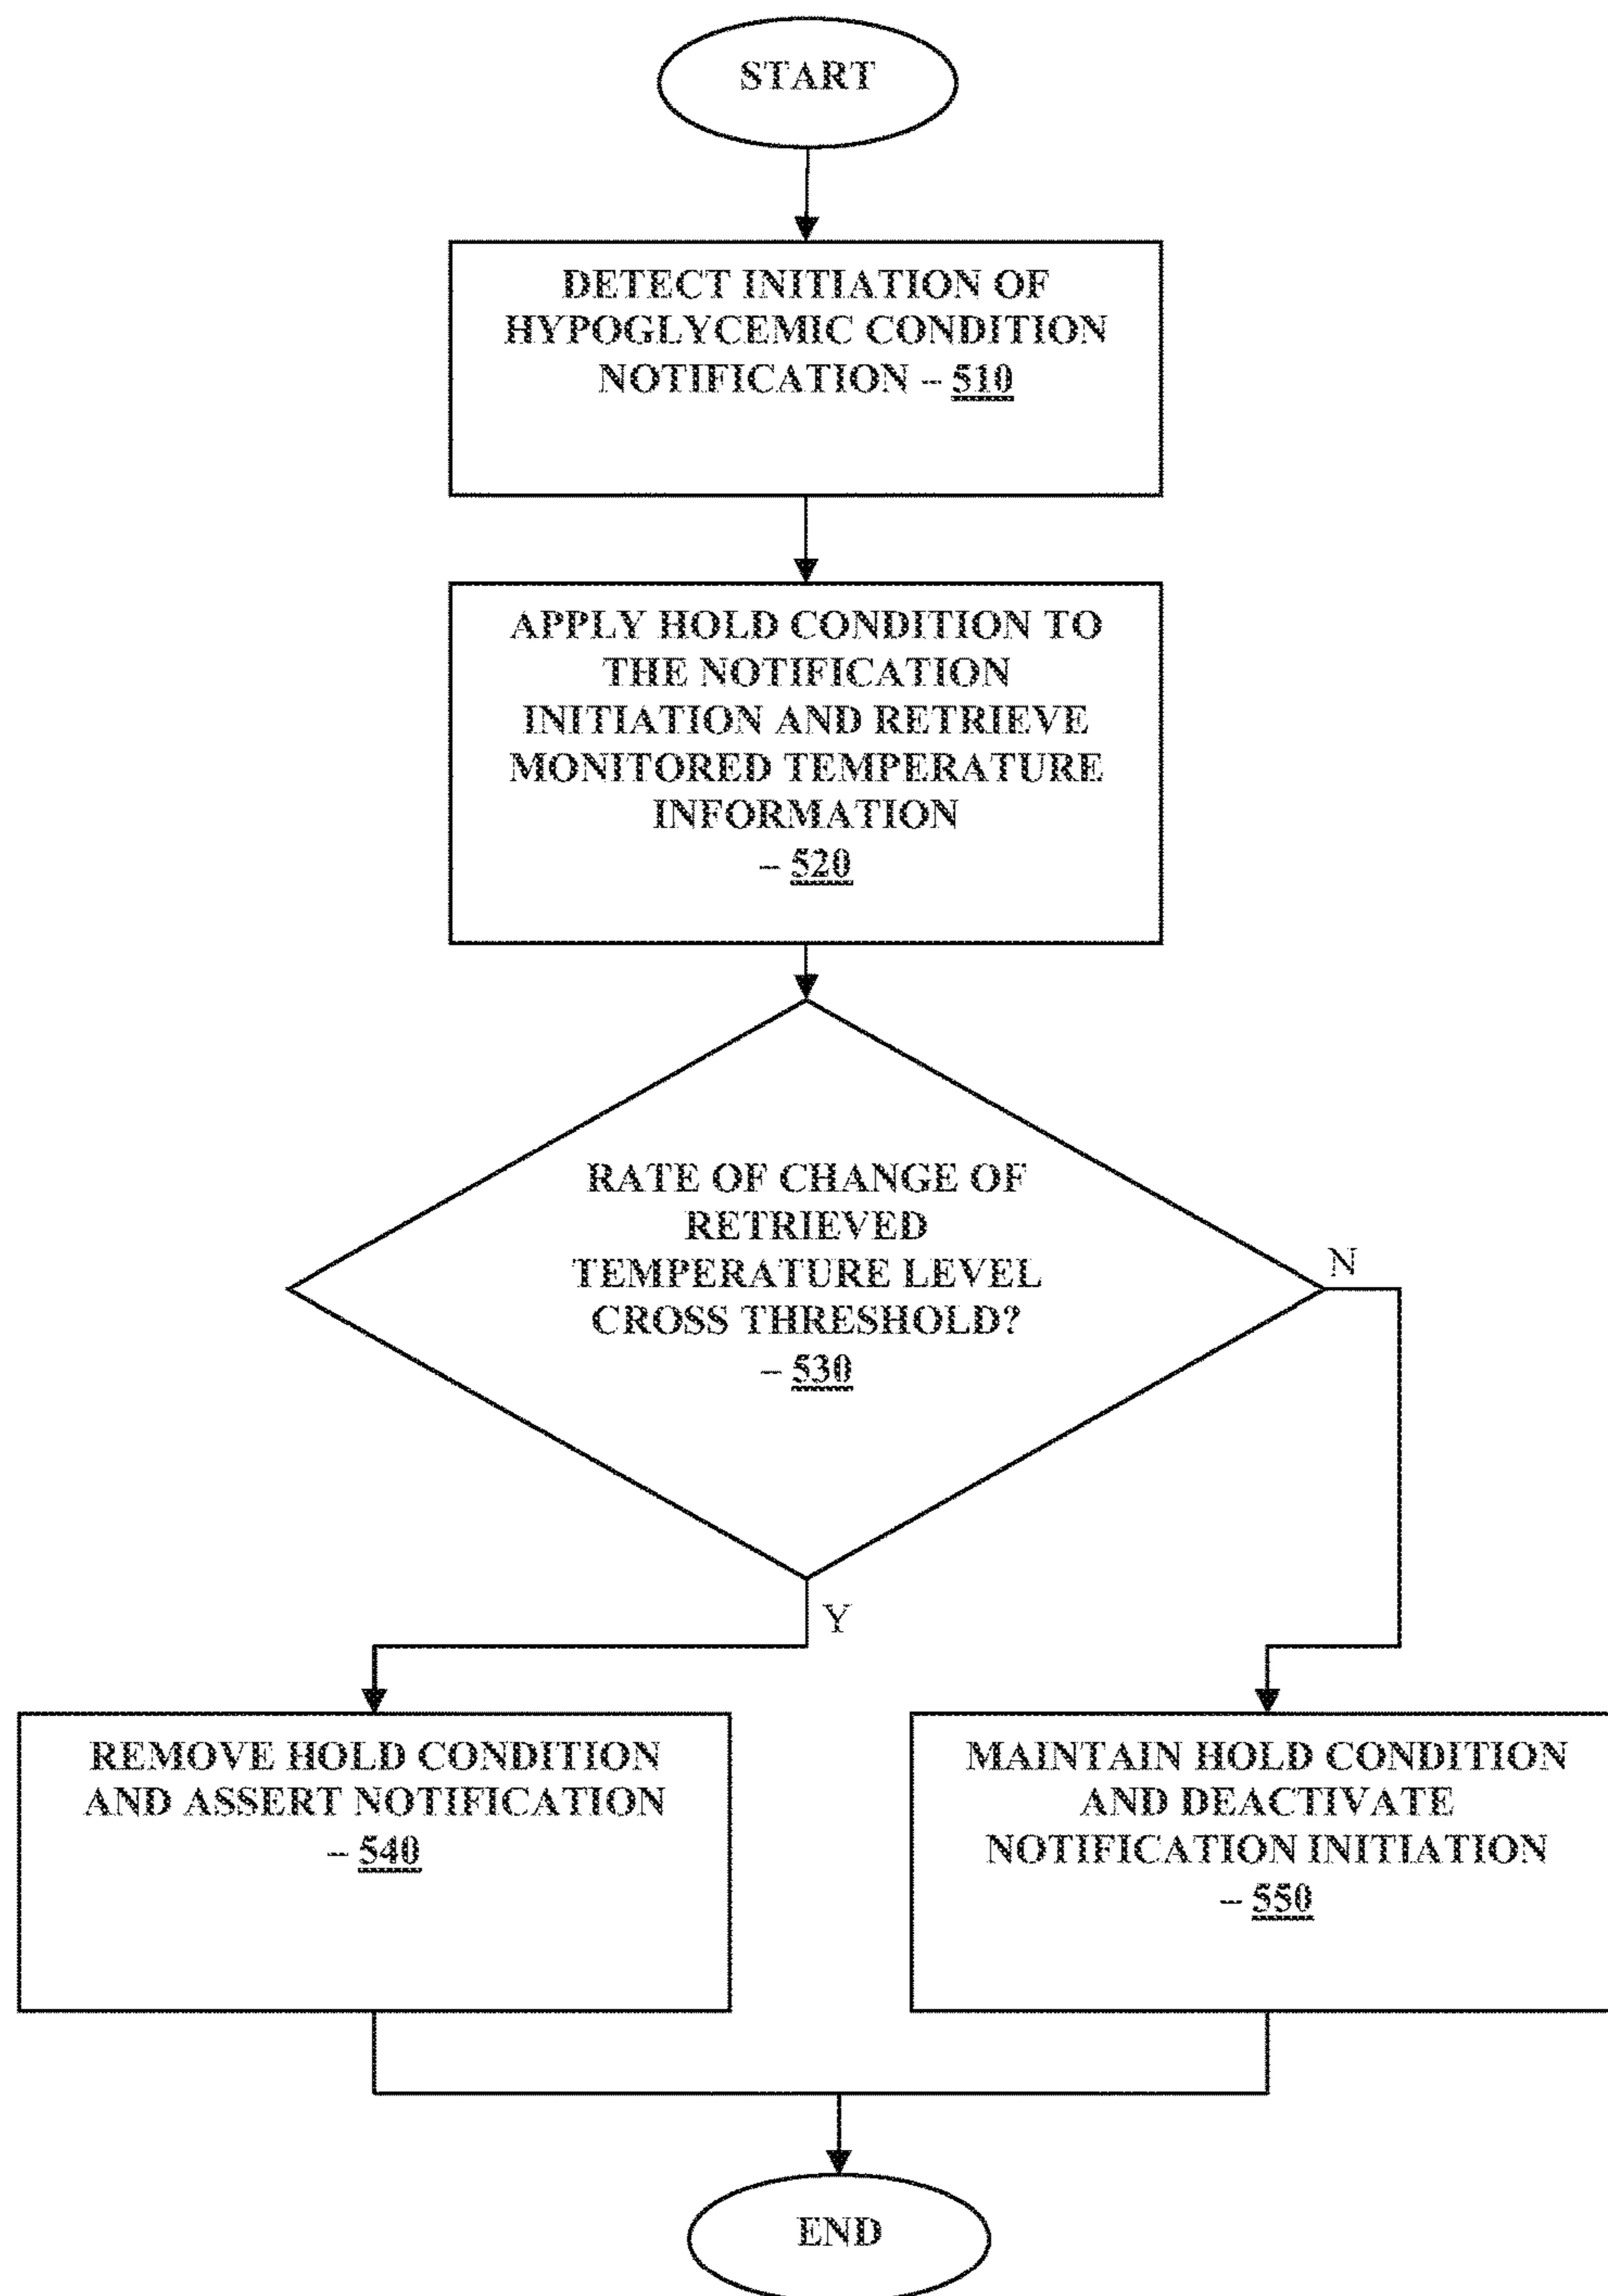 START
DETECT INITIATION OF
HYPOGLYCEMIC CONDITION
NOTIFICATION – 510
APPLY HOLD CONDITION TO
THE NOTIFICATION
INITIATION AND RETRIEVE
MONITORED TEMPERATURE
INFORMATION
– 520
RATE OF CHANGE OF
RETRIEVED
TEMPERATURE LEVEL
CROSS THRESHOLD?
– 530
N
Y
REMOVE HOLD CONDITION
AND ASSERT NOTIFICATION
– 540
MAINTAIN HOLD CONDITION
AND DEACTIVATE
NOTIFICATION INITIATION
– 550
END